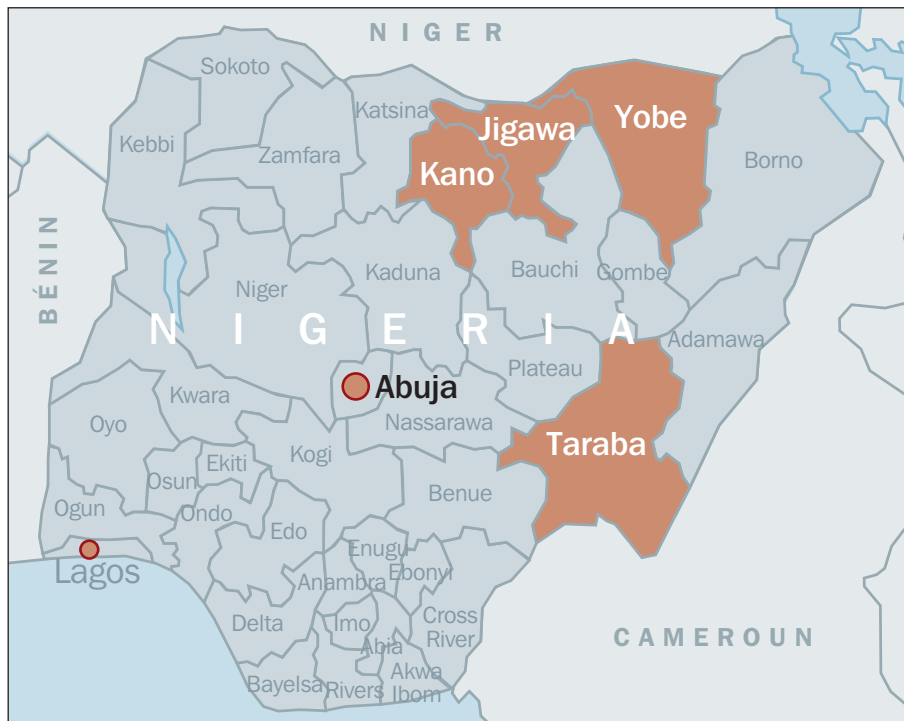 NIGER
Sokoto
Katsina
Yobe
Jigawa
Kebbi
Zamfara
Borno
Kano
BÉNIN
Kaduna
Bauchi
Gombe
Niger
NIGERIA
Adamawa
Plateau
Abuja
Kwara
Nassarawa
Oyo
Taraba
Kogi
Ekiti
Osun
Benue
Ogun
Ondo
Edo
Enugu
Lagos
Anambra
Ebonyi
Delta
Imo
Cross
River
CAMEROUN
Abia
Akwa
Ibom
Bayelsa
Rivers